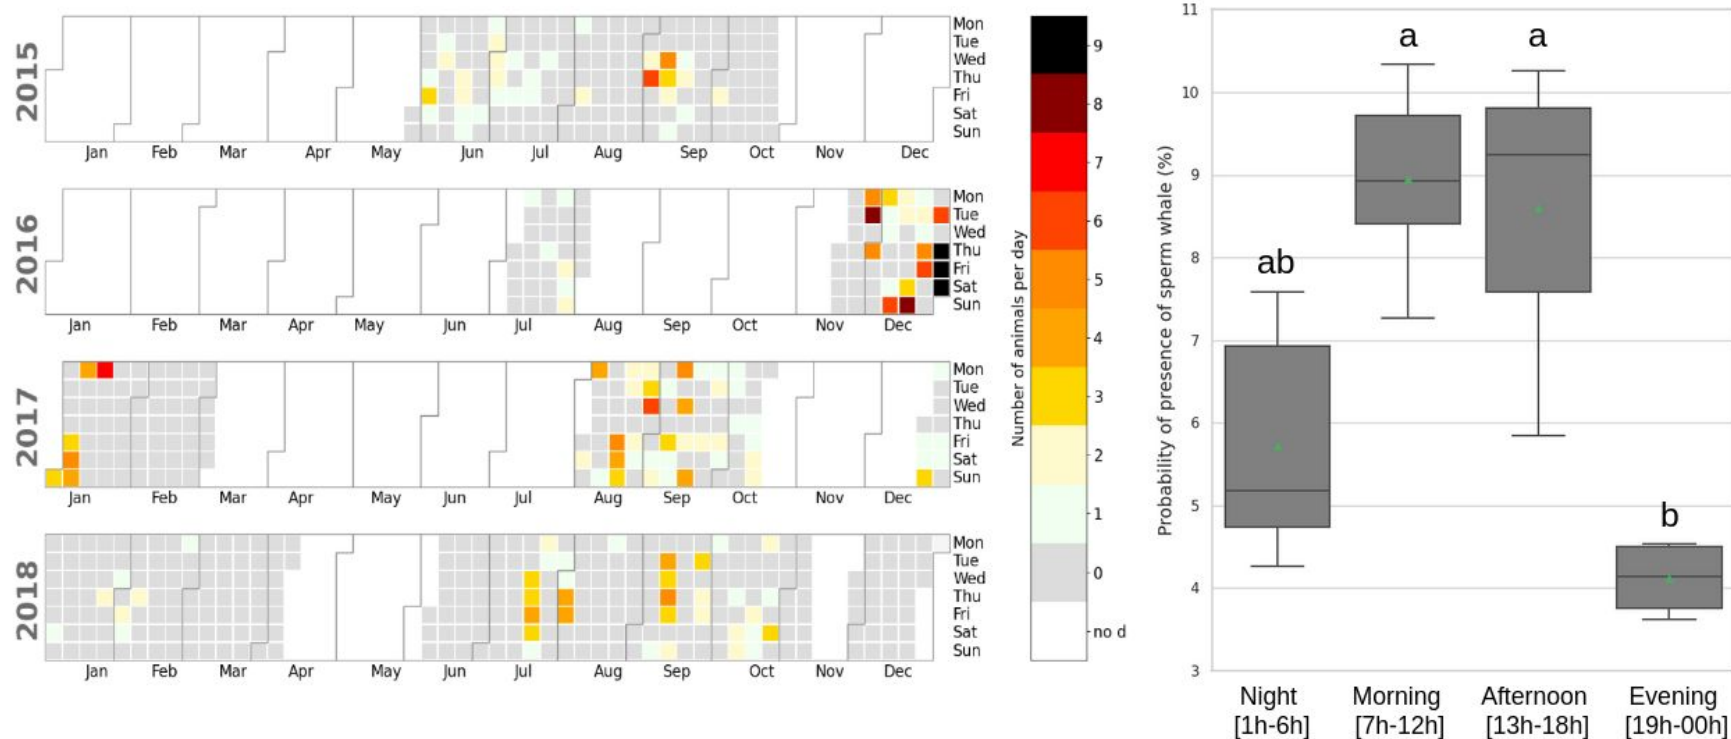 2015
Mon
Tue
Wed
Thu
Fri
Sat
Sun
Jan Feb Mar Apr May Jun Jul Aug Sep Oct Nov Dec
2016
Mon
Tue
Wed
Thu
Fri
Sat
Sun
Jan Feb Mar Apr May Jun Jul Aug Sep Oct Nov Dec
2017
Mon
Tue
Wed
Thu
Fri
Sat
Sun
Jan Feb Mar Apr May Jun Jul Aug Sep Oct Nov Dec
2018
Mon
Tue
Wed
Thu
Fri
Sat
Sun
Jan Feb Mar Apr May Jun Jul Aug Sep Oct Nov Dec
Number of animals per day
9
8
7
6
5
4
3
2
1
0
no d
Probability of presence of sperm whale (%)
11
10
9
8
7
6
5
4
3
ab
a
a
b
Night Morning Afternoon Evening
[1h-6h] [7h-12h] [13h-18h] [19h-00h]